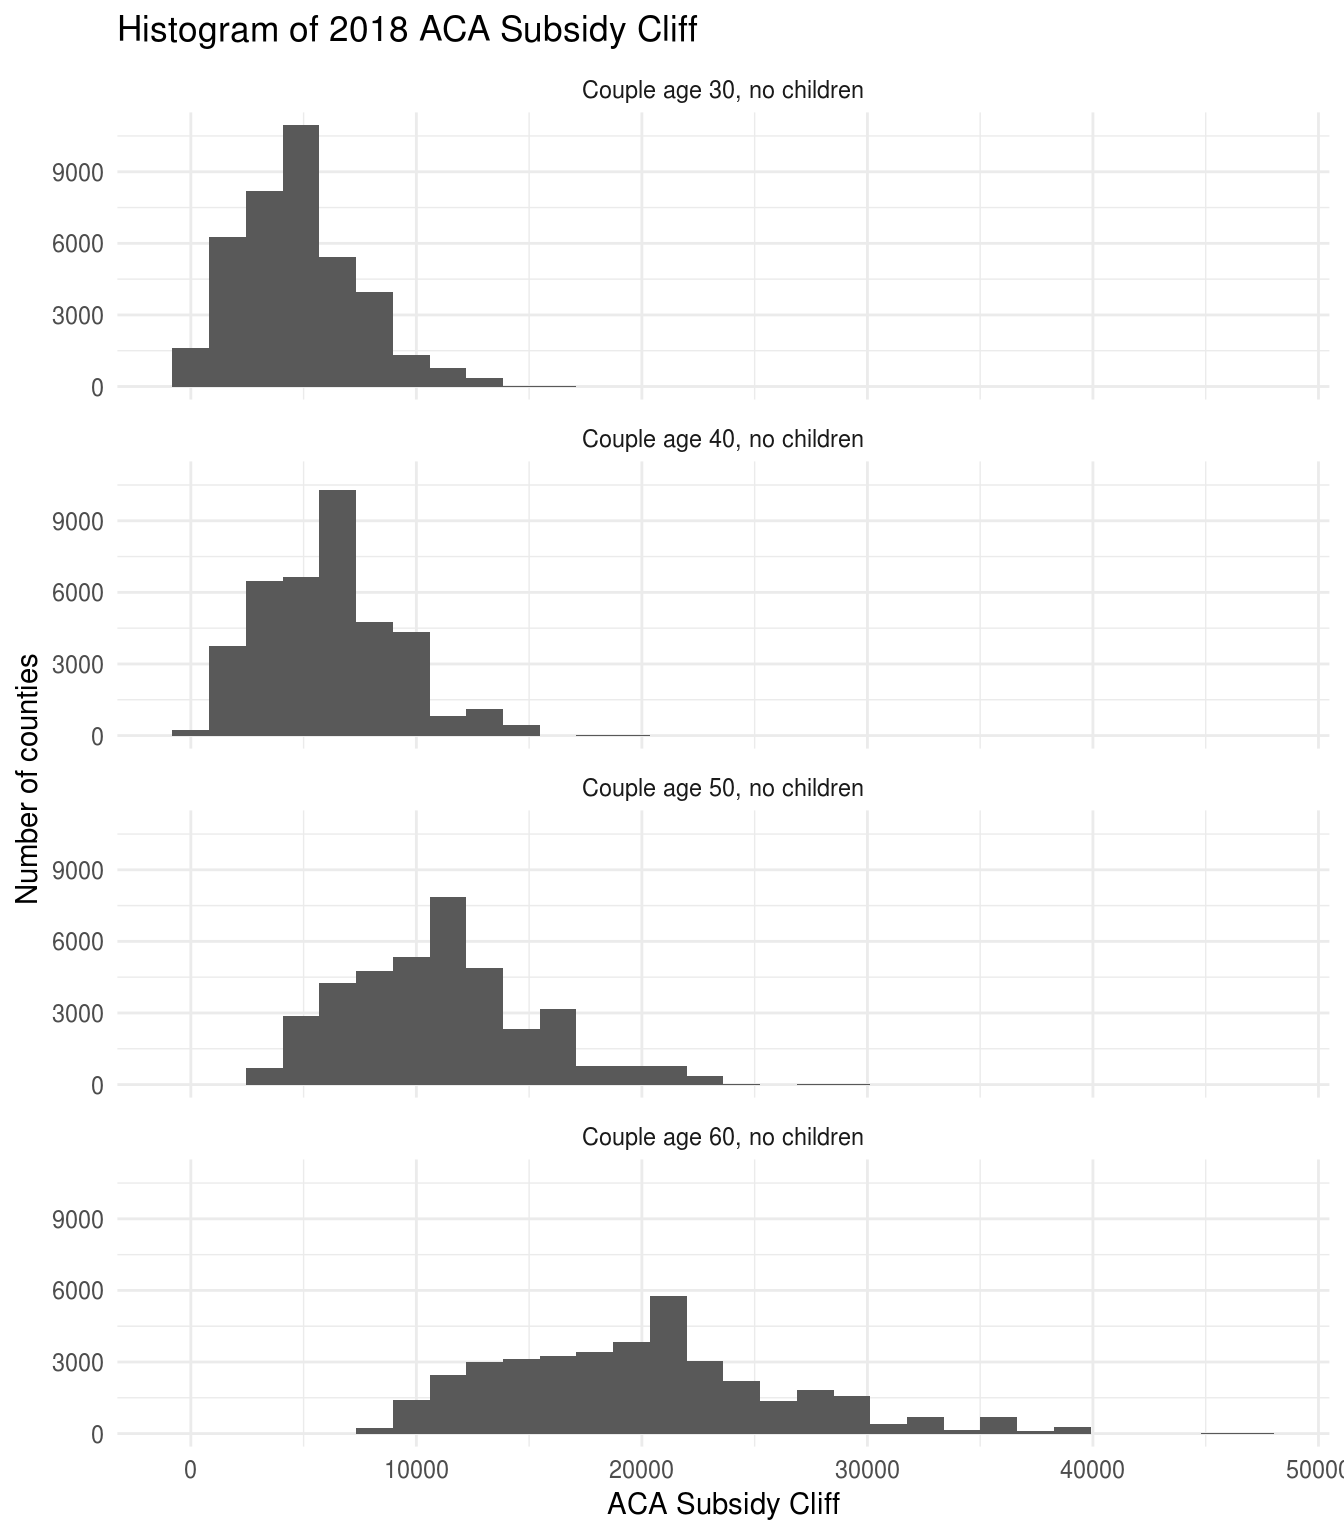 Histogram of 2018 ACA Subsidy Cliff
Couple age 30, no children
9000
6000
3000
0
Couple age 40, no children
9000
6000
3000
0
Number of counties
Couple age 50, no children
9000
6000
3000
0
Couple age 60, no children
9000
6000
3000
0
0 10000 20000 30000 40000 50000
ACA Subsidy Cliff